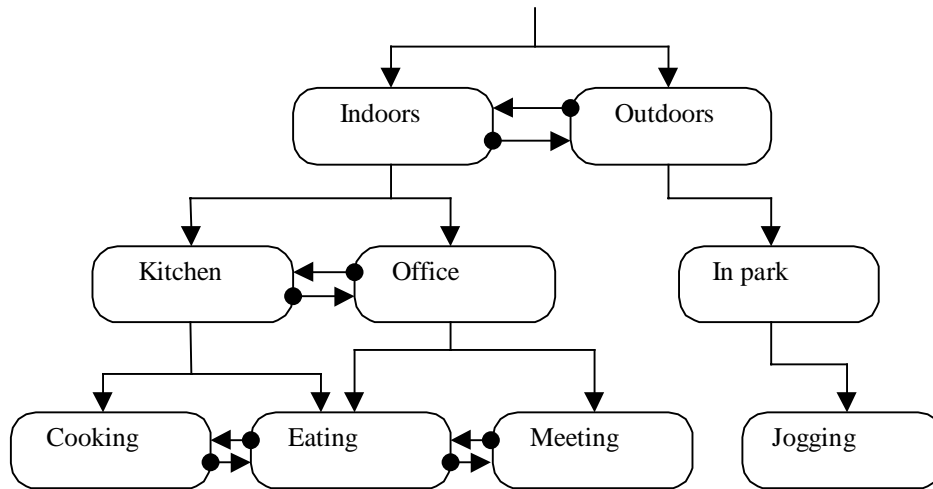 Indoors
Outdoors
Kitchen
Office
In park
Cooking
Eating
Meeting
Jogging